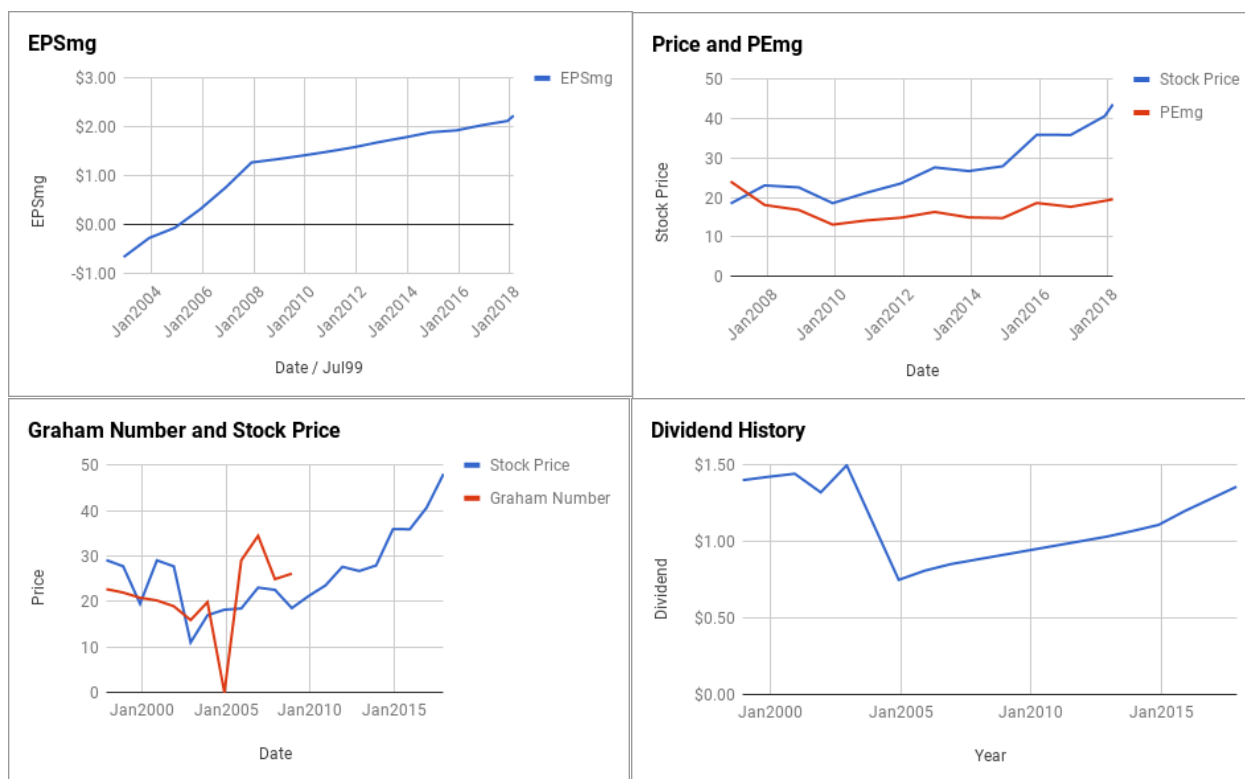 EPSmg
$3.00
$2.00
$1.00
$0.00
-$1.00
EPSmg
EPSmg
Jan2004
Jan2006
Jan2008
Jan2010
Jan2012
Jan2014
Jan2016
Jan2018
Date / Jul99
Price and PEmg
50
40
30
20
10
0
Stock Price
Stock Price
PEmg
Jan2008
Jan2010
Jan2012
Jan2014
Jan2016
Jan2018
Date
Graham Number and Stock Price
50
40
30
20
10
0
Price
Stock Price
Graham Number
Jan2000 Jan2005 Jan2010 Jan2015
Date
Dividend History
$1.50
$1.00
$0.50
$0.00
Dividend
Jan2000 Jan2005 Jan2010 Jan2015
Year